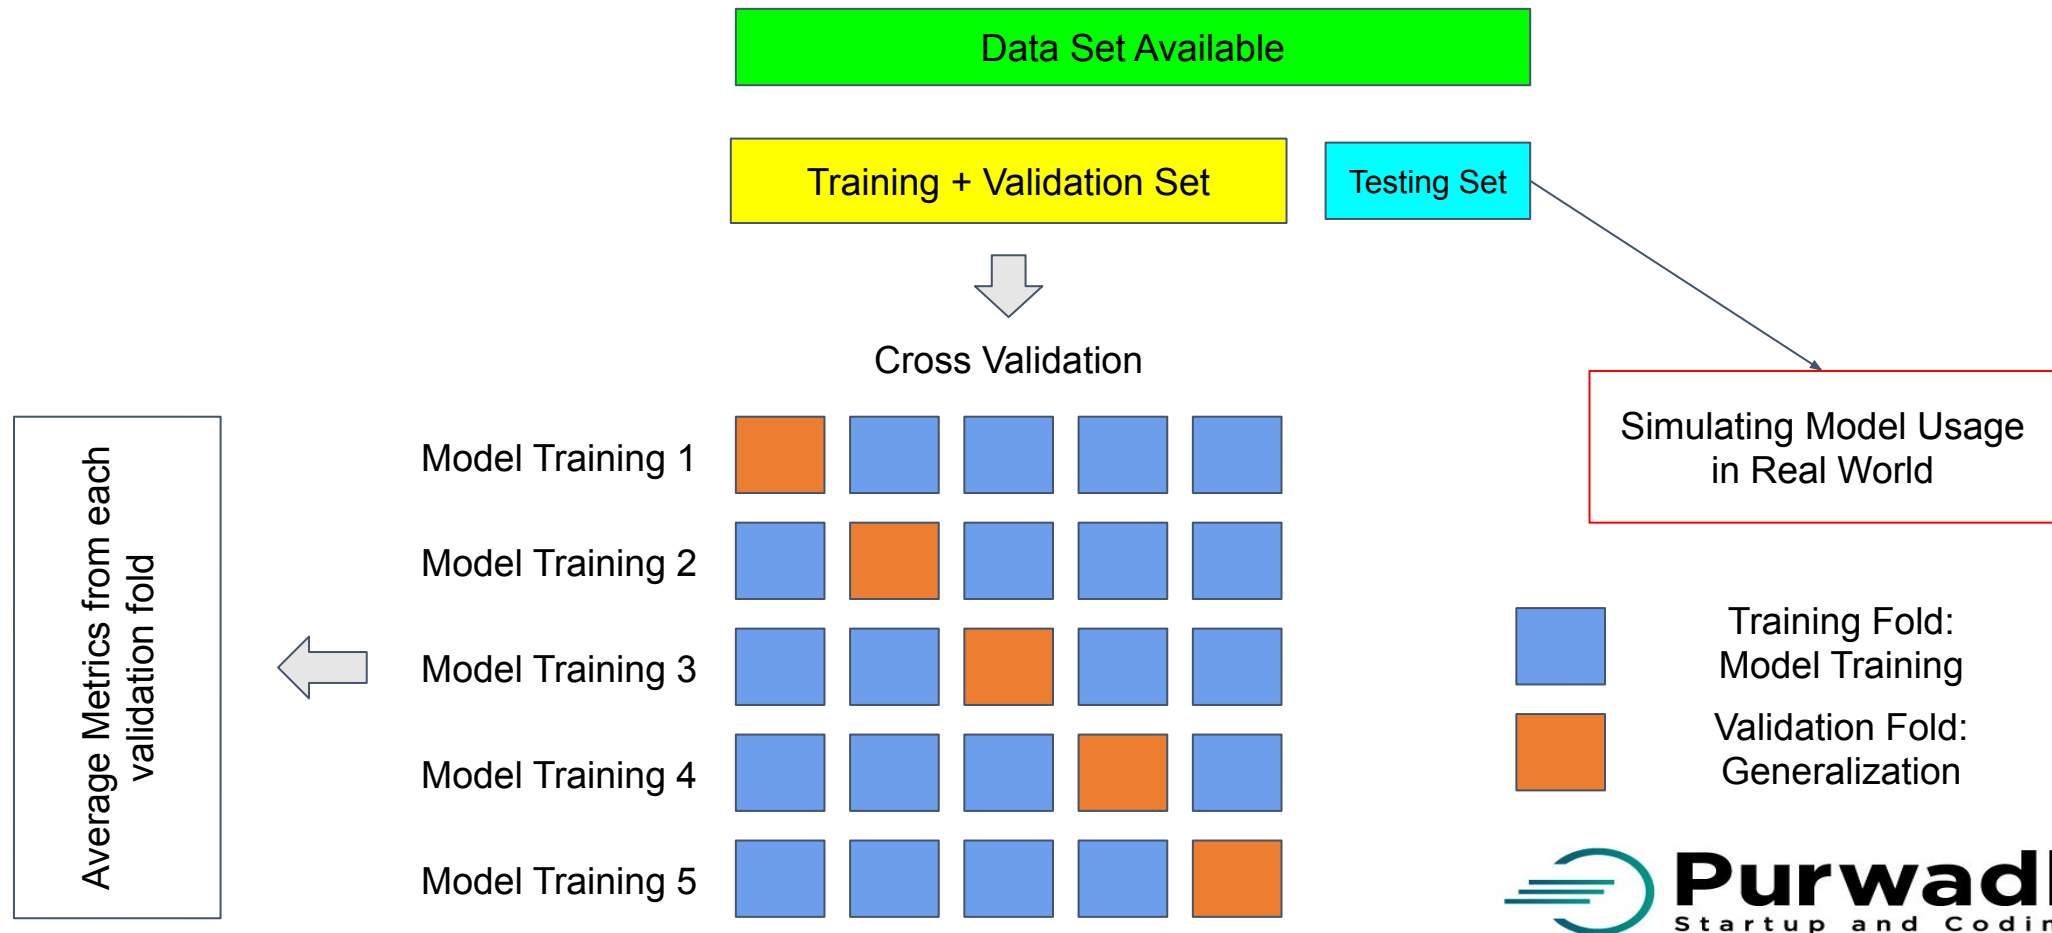 Data Set Available
Training + Validation Set
Testing Set
Cross Validation
Simulating Model Usage
in Real World
Average Metrics from each
validation fold
Model Training 1
Model Training 2
Model Training 3
Model Training 4
Model Training 5
Training Fold:
Model Training
Validation Fold:
Generalization
Startup and